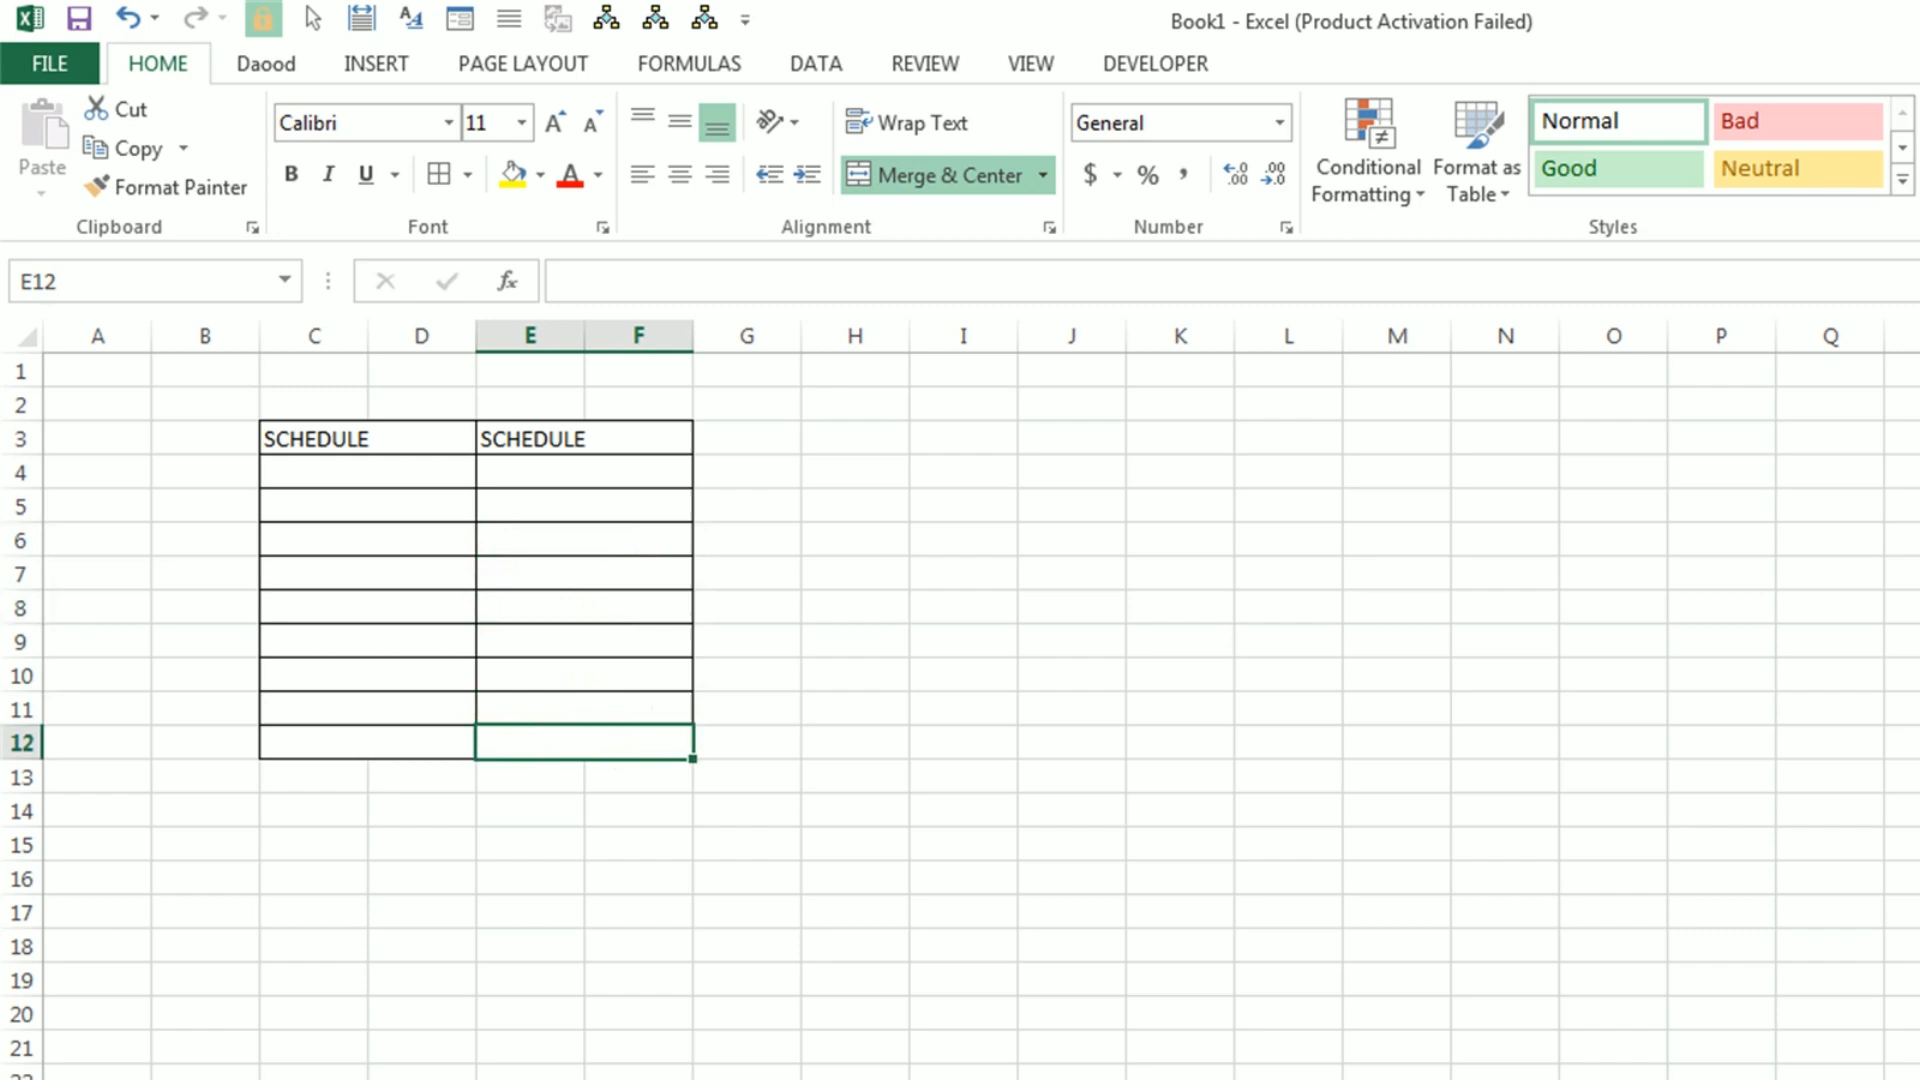 Book1 - Excel (Product Activation Failed)
FILE HOME Daood INSERT PAGE LAYOUT FORMULAS DATA REVIEW VIEW DEVELOPER
Paste
Cut
Copy
Format Painter
Clipboard
Calibri 11
B I U
Font
Wrap Text
Merge & Center
Alignment
General
$ % ,
Number
Conditional
Formatting
Format as
Table
Normal Bad
Good Neutral
Styles
E12
fx
A B C D E F G H I J K L M N O P Q
1
2
3 SCHEDULE SCHEDULE
4
5
6
7
8
9
10
11
12
13
14
15
16
17
18
19
20
21